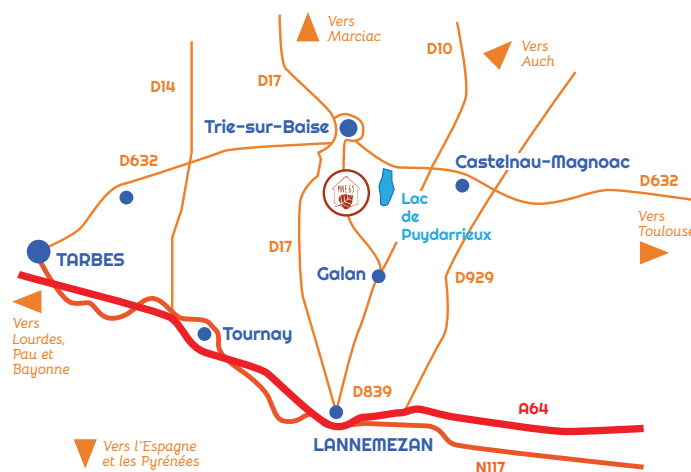 Vers
Marciac
D10
Vers
Auch
D14
D17
Trie-sur-Baise
D632
Castelnau-Magnoac
D632
MNE 65
Lac
de
Puydarrieux
Vers
Toulouse
D17
TARBES
Galan
D929
Vers
Lourdes,
Pau et
Bayonne
Tournay
D839
A64
LANNEMEZAN
Vers l'Espagne
et les Pyrénées
N117